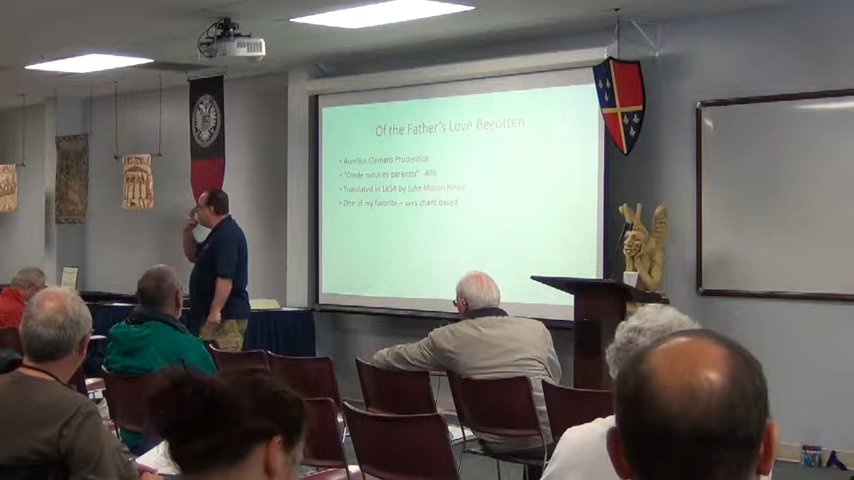 Of the Father's Love Begotten
• Aurelius Clemens Prudentius
• "Corde natus ex parentis" - 405
• Translated in 1854 by John Mason Neale
• One of my favorite – very chant based